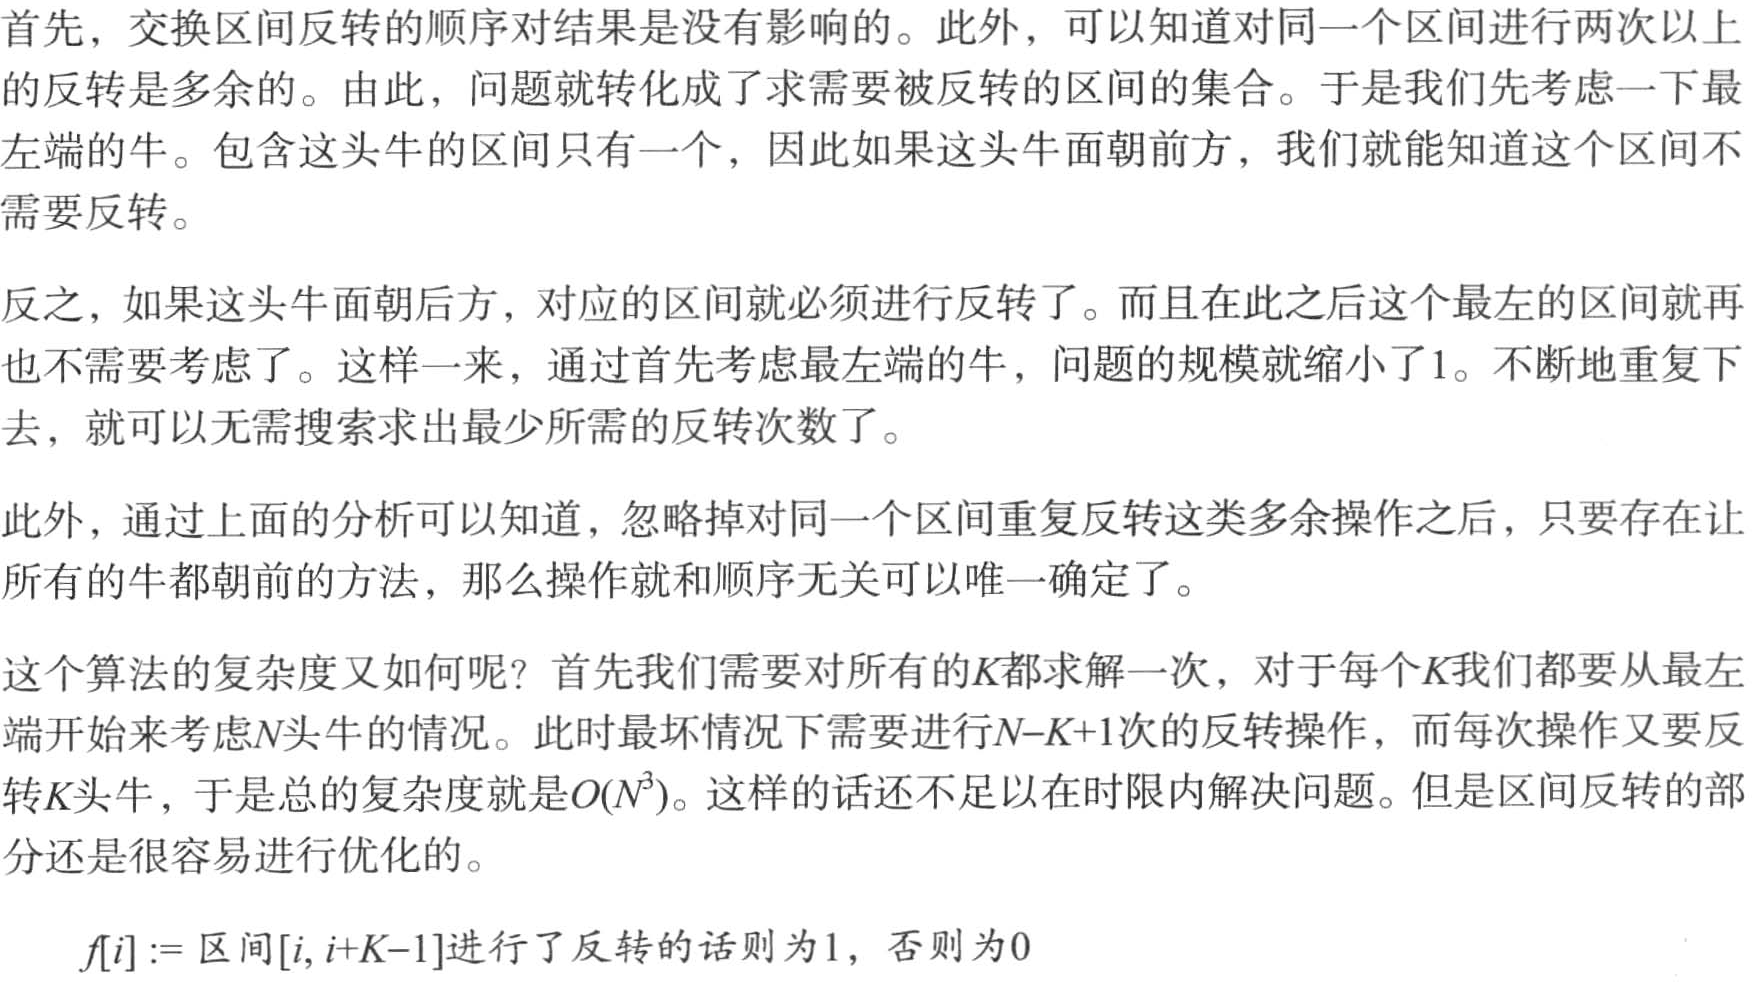 首先，交换区间反转的顺序对结果是没有影响的。此外，可以知道对同一个区间进行两次以上
的反转是多余的。由此，问题就转化成了求需要被反转的区间的集合。于是我们先考虑一下最
左端的牛。包含这头牛的区间只有一个，因此如果这头牛面朝前方，我们就能知道这个区间不
需要反转。
反之，如果这头牛面朝后方，对应的区间就必须进行反转了。而且在此之后这个最左的区间就再
也不需要考虑了。这样一来，通过首先考虑最左端的牛，问题的规模就缩小了1。不断地重复下
去，就可以无需搜索求出最少所需的反转次数了。
此外，通过上面的分析可以知道，忽略掉对同一个区间重复反转这类多余操作之后，只要存在让
所有的牛都朝前的方法，那么操作就和顺序无关可以唯一确定了。
这个算法的复杂度又如何呢？首先我们需要对所有的K都求解一次，对于每个K我们都要从最左
端开始来考虑N头牛的情况。此时最坏情况下需要进行N−K+1次的反转操作，而每次操作又要反
转K头牛，于是总的复杂度就是O(N³)。这样的话还不足以在时限内解决问题。但是区间反转的部
分还是很容易进行优化的。
f[i] := 区间[i, i+K−1]进行了反转的话则为1，否则为0